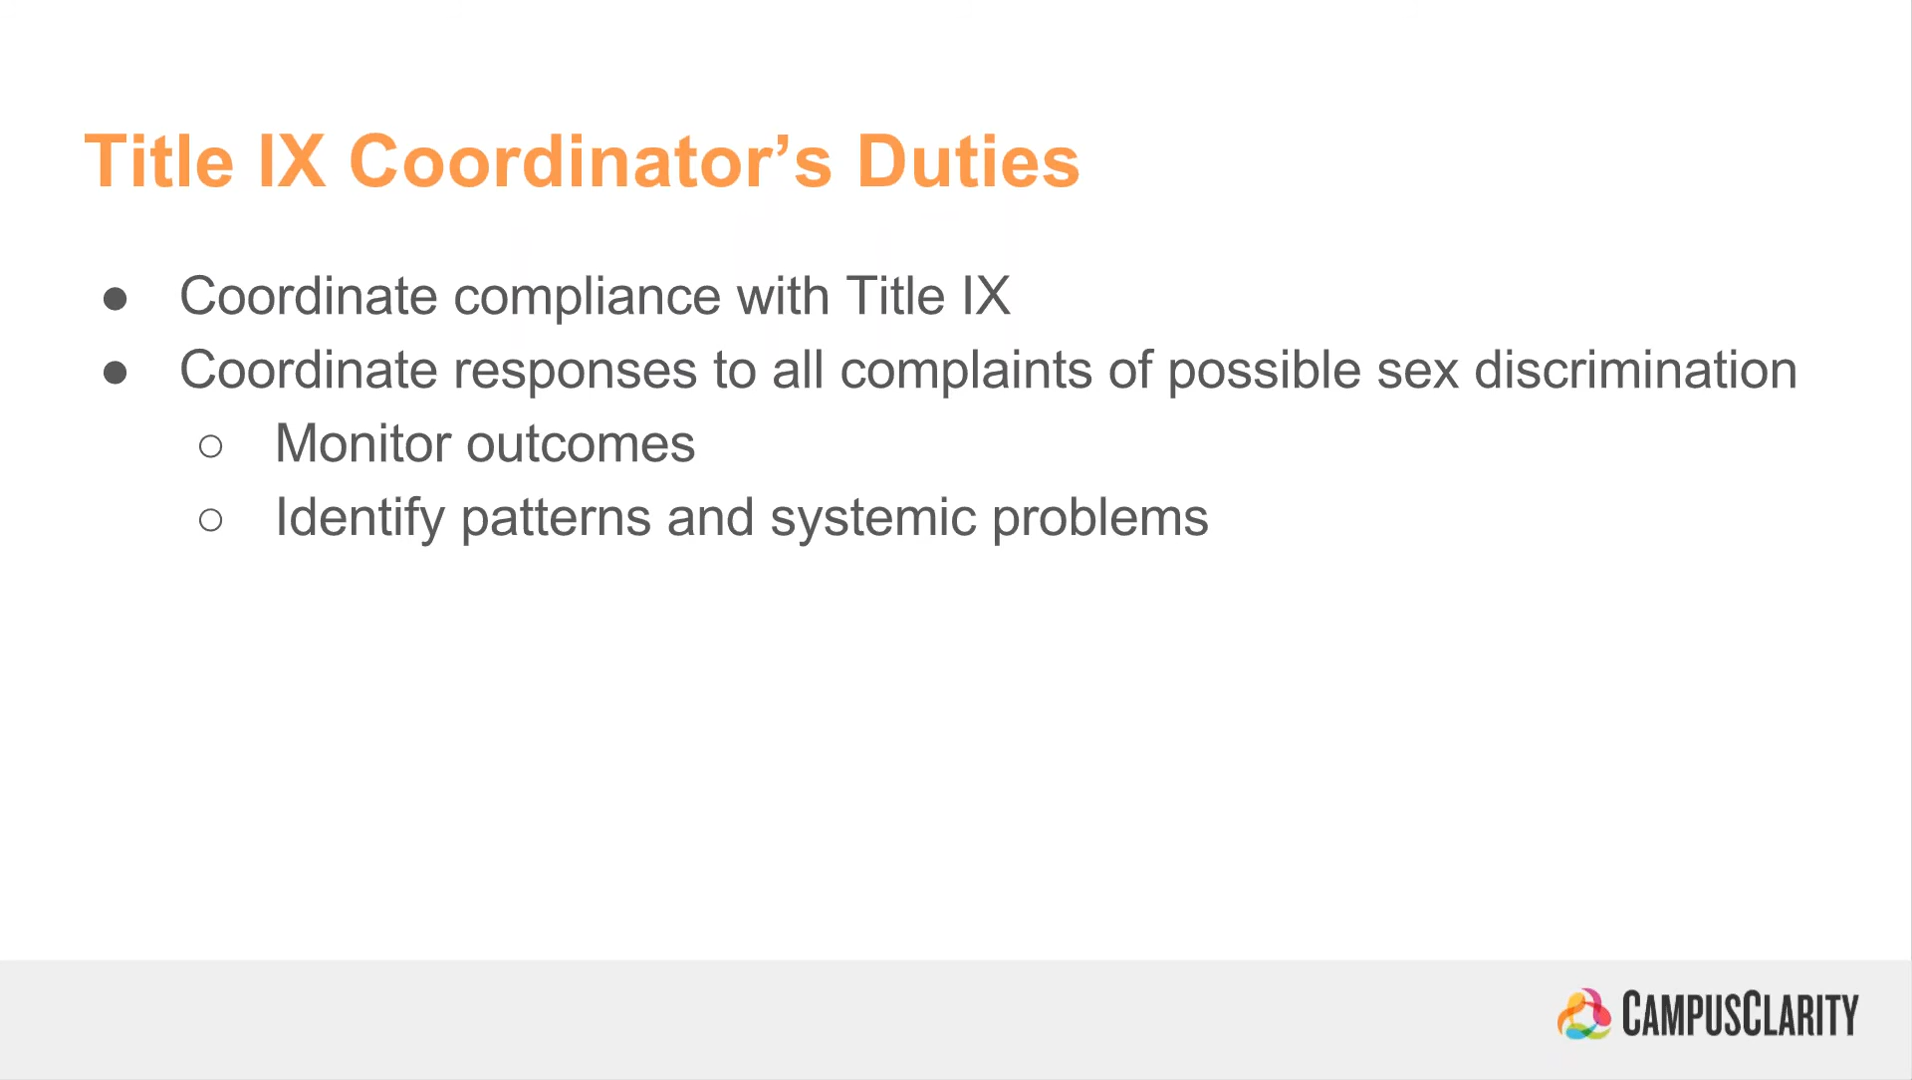 Title IX Coordinator’s Duties
● Coordinate compliance with Title IX
● Coordinate responses to all complaints of possible sex discrimination
○ Monitor outcomes
○ Identify patterns and systemic problems
CAMPUSCLARITY